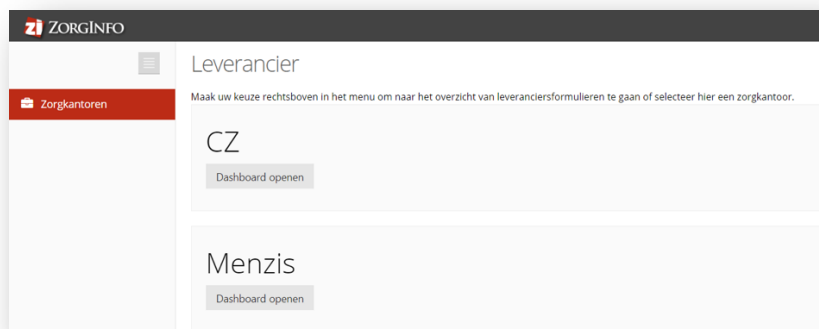 zi ZORGINFO
Leverancier
Zorgkantoren
Maak uw keuze rechtsboven in het menu om naar het overzicht van leveranciersformulieren te gaan of selecteer hier een zorgkantoor.
CZ
Dashboard openen
Menzis
Dashboard openen